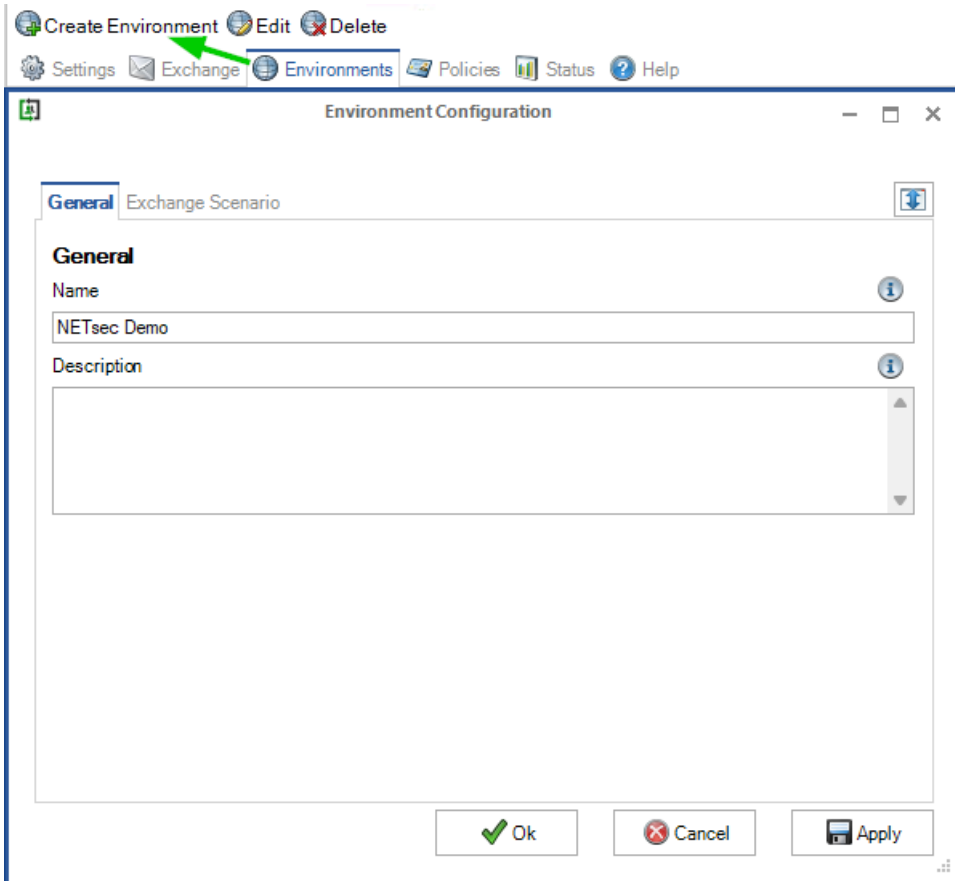 Create Environment Edit Delete
Settings Exchange Environments Policies Status Help
Environment Configuration
General Exchange Scenario
General
Name
NETsec Demo
Description
Ok Cancel Apply